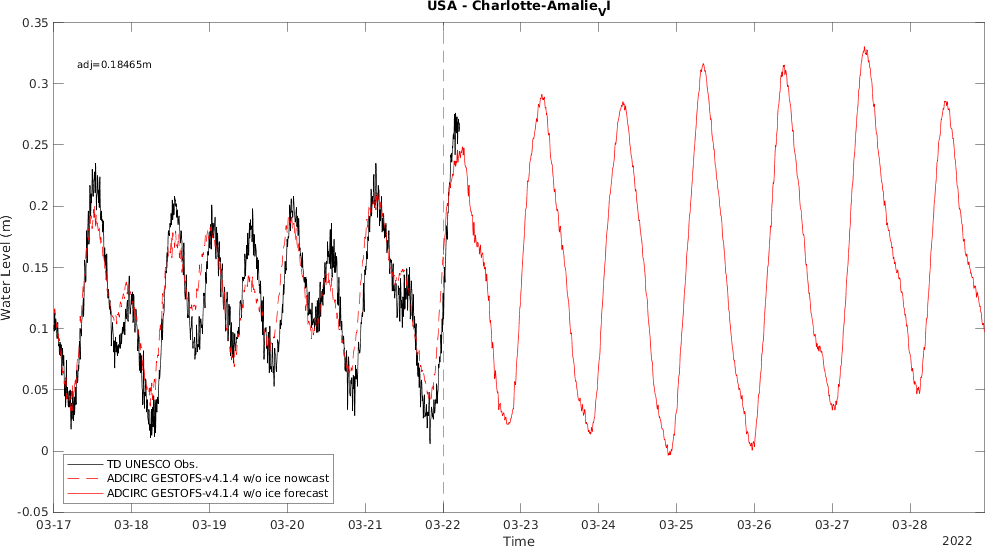 USA - Charlotte-Amalie_VI
0.35
adj=0.18465m
0.3
0.25
0.2
0.15
0.1
0.05
0
-0.05
Water Level (m)
TD UNESCO Obs.
ADCIRC GESTOFS-v4.1.4 w/o ice nowcast
ADCIRC GESTOFS-v4.1.4 w/o ice forecast
03-17 03-18 03-19 03-20 03-21 03-22 03-23 03-24 03-25 03-26 03-27 03-28
Time
2022